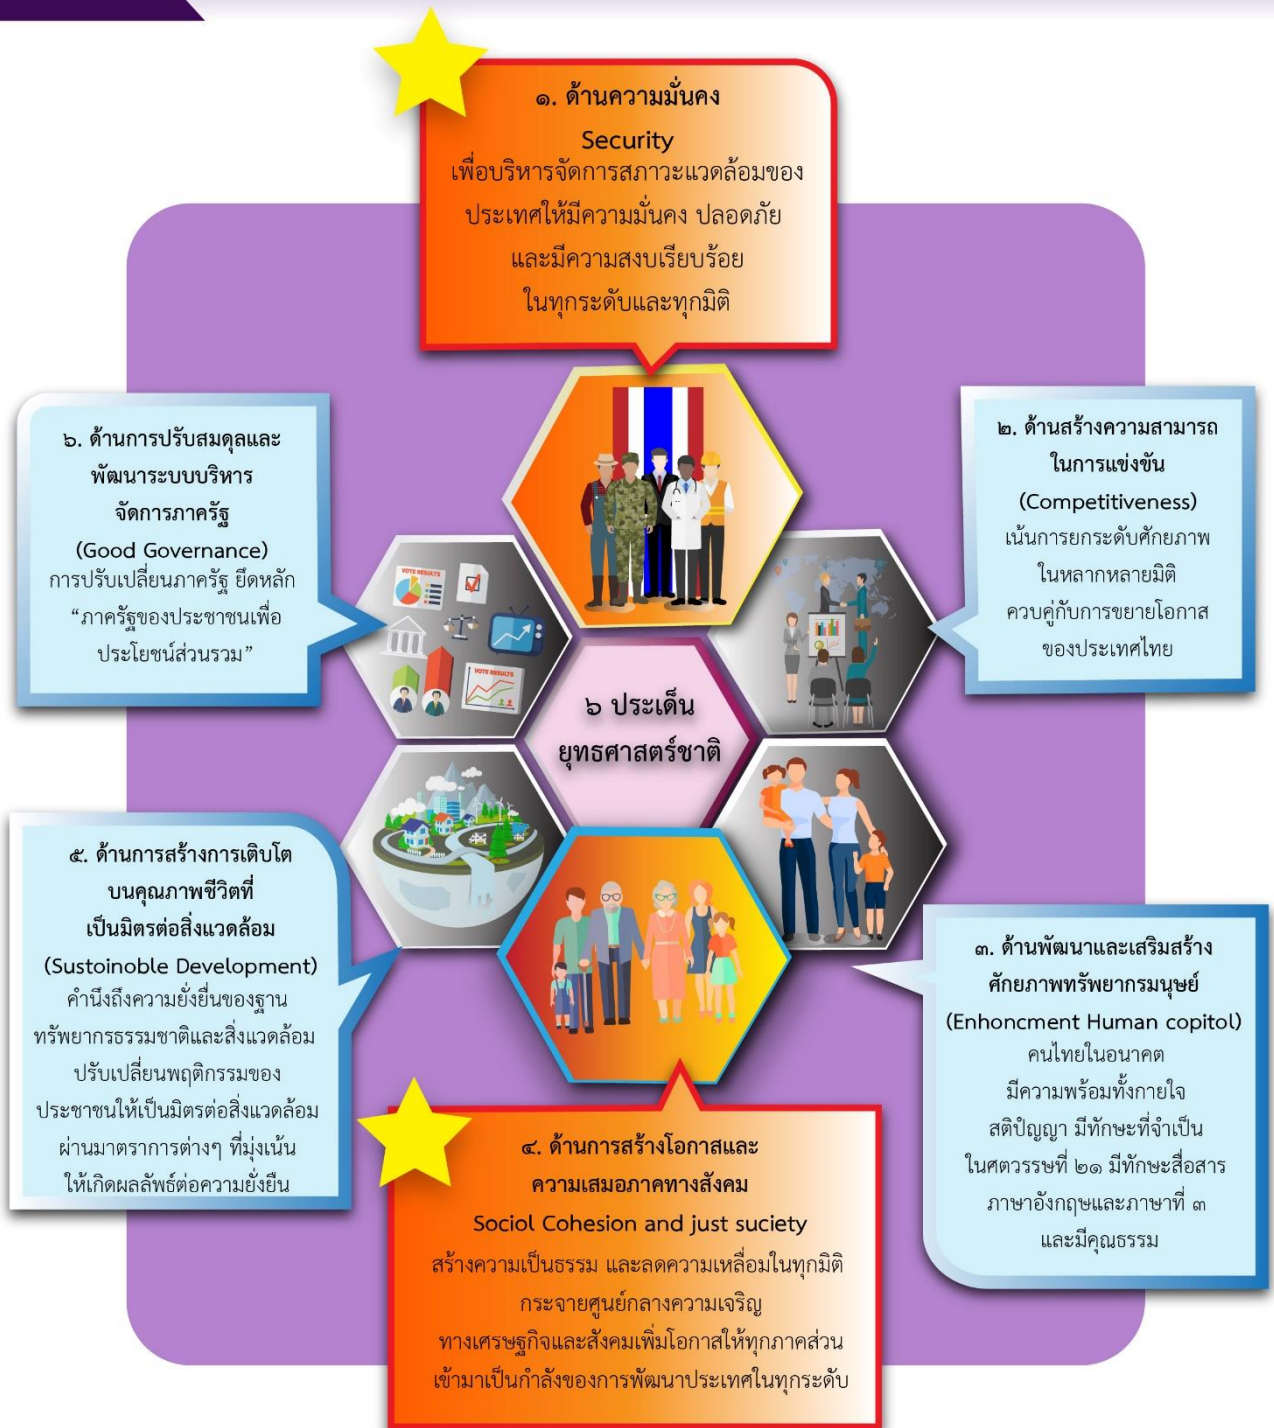 ๑. ด้านความมั่นคง
Security
เพื่อบริหารจัดการสภาวะแวดล้อมของ
ประเทศให้มีความมั่นคง ปลอดภัย
และมีความสงบเรียบร้อย
ในทุกระดับและทุกมิติ
๒. ด้านสร้างความสามารถ
ในการแข่งขัน
(Competitiveness)
เน้นการยกระดับศักยภาพ
ในหลากหลายมิติ
ควบคู่กับการขยายโอกาส
ของประเทศไทย
๓. ด้านพัฒนาและเสริมสร้าง
ศักยภาพทรัพยากรมนุษย์
(Enhoncment Human copitol)
คนไทยในอนาคต
มีความพร้อมทั้งกายใจ
สติปัญญา มีทักษะที่จำเป็น
ในศตวรรษที่ ๒๑ มีทักษะสื่อสาร
ภาษาอังกฤษและภาษาที่ ๓
และมีคุณธรรม
๔. ด้านการสร้างโอกาสและ
ความเสมอภาคทางสังคม
Sociol Cohesion and just suciety
สร้างความเป็นธรรม และลดความเหลื่อมในทุกมิติ
กระจายศูนย์กลางความเจริญ
ทางเศรษฐกิจและสังคมเพิ่มโอกาสให้ทุกภาคส่วน
เข้ามาเป็นกำลังของการพัฒนาประเทศในทุกระดับ
๕. ด้านการสร้างการเติบโต
บนคุณภาพชีวิตที่
เป็นมิตรต่อสิ่งแวดล้อม
(Sustoinoble Development)
คำนึงถึงความยั่งยื่นของฐาน
ทรัพยากรธรรมชาติและสิ่งแวดล้อม
ปรับเปลี่ยนพฤติกรรมของ
ประชาชนให้เป็นมิตรต่อสิ่งแวดล้อม
ผ่านมาตราการต่างๆ ที่มุ่งเน้น
ให้เกิดผลลัพธ์ต่อความยั่งยืน
๖. ด้านการปรับสมดุลและ
พัฒนาระบบบริหาร
จัดการภาครัฐ
(Good Governance)
การปรับเปลี่ยนภาครัฐ ยึดหลัก
“ภาครัฐของประชาชนเพื่อ
ประโยชน์ส่วนรวม”
VOTE RESULTS
VOTE RESULTS
๖ ประเด็น
ยุทธศาสตร์ชาติ